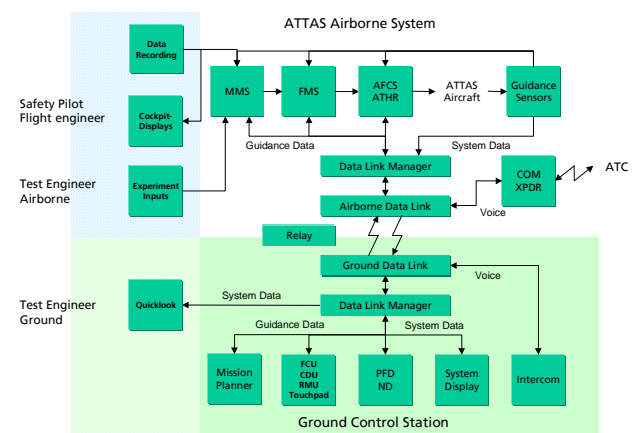 ATTAS Airborne System
Data
Recording
MMS
FMS
AFCS
ATHR
ATTAS
Aircraft
Guidance
Sensors
Safety Pilot
Flight engineer
Cockpit-
Displays
Guidance Data
System Data
Data Link Manager
COM
XPDR
ATC
Test Engineer
Airborne
Experiment
Inputs
Airborne Data Link
Voice
Relay
Ground Data Link
Voice
Test Engineer
Ground
Quicklook
System Data
Data Link Manager
Guidance Data
System Data
Mission
Planner
FCU
CDU
RMU
Touchpad
PFD
ND
System
Display
Intercom
Ground Control Station